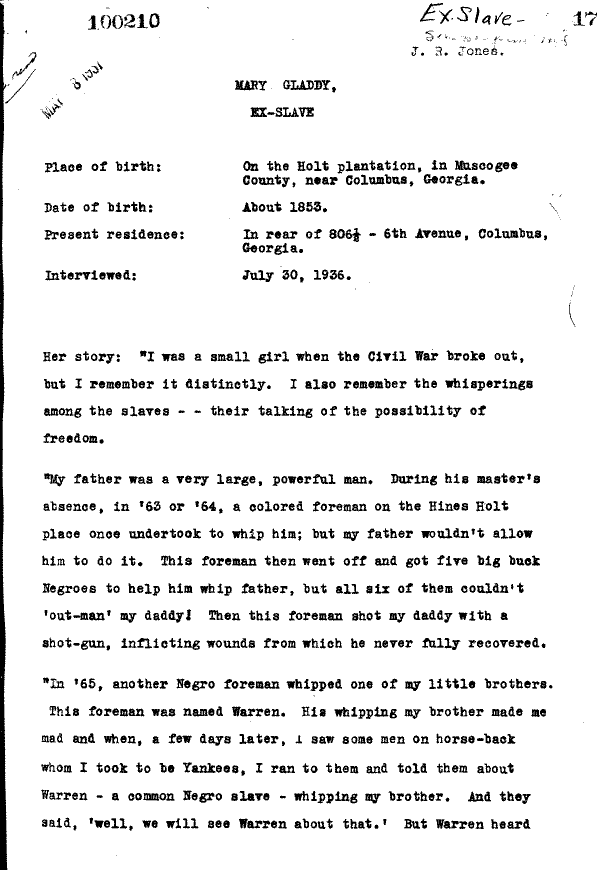 100210
Ex-Slave-
17
J. R. Jones.
MAY 8 1937
MARY GLADDY,
EX-SLAVE
Place of birth: On the Holt plantation, in Muscogee
County, near Columbus, Georgia.
Date of birth: About 1853.
Present residence: In rear of 806½ - 6th Avenue, Columbus,
Georgia.
Interviewed: July 30, 1936.
Her story: "I was a small girl when the Civil War broke out,
but I remember it distinctly. I also remember the whisperings
among the slaves - - their talking of the possibility of
freedom.
"My father was a very large, powerful man. During his master's
absence, in '63 or '64, a colored foreman on the Hines Holt
place once undertook to whip him; but my father wouldn't allow
him to do it. This foreman then went off and got five big buck
Negroes to help him whip father, but all six of them couldn't
'out-man' my daddy! Then this foreman shot my daddy with a
shot-gun, inflicting wounds from which he never fully recovered.
"In '65, another Negro foreman whipped one of my little brothers.
This foreman was named Warren. His whipping my brother made me
mad and when, a few days later, I saw some men on horse-back
whom I took to be Yankees, I ran to them and told them about
Warren - a common Negro slave - whipping my brother. And they
said, 'well, we will see Warren about that.' But Warren heard